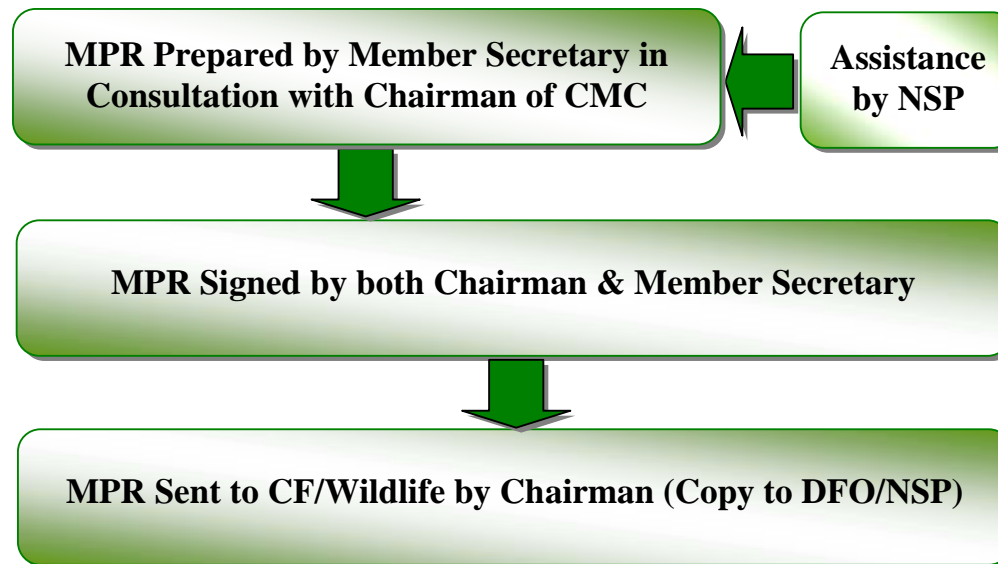 MPR Prepared by Member Secretary in
Consultation with Chairman of CMC
Assistance
by NSP
MPR Signed by both Chairman & Member Secretary
MPR Sent to CF/Wildlife by Chairman (Copy to DFO/NSP)